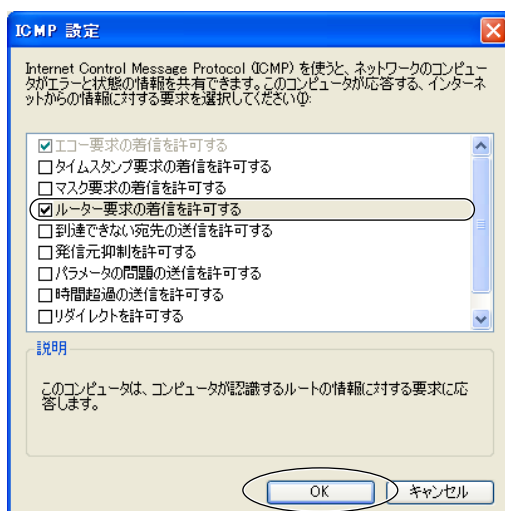 ICMP 設定
Internet Control Message Protocol (ICMP) を使うと、ネットワークのコンピュー
タがエラーと状態の情報を共有できます。このコンピュータが応答する、インターネ
ットからの情報に対する要求を選択してください(I):
エコー要求の着信を許可する
タイムスタンプ要求の着信を許可する
マスク要求の着信を許可する
ルーター要求の着信を許可する
到達できない宛先の送信を許可する
発信元抑制を許可する
パラメータの問題の送信を許可する
時間超過の送信を許可する
リダイレクトを許可する
説明
このコンピュータは、コンピュータが認識するルートの情報に対する要求に応
答します。
OK
キャンセル